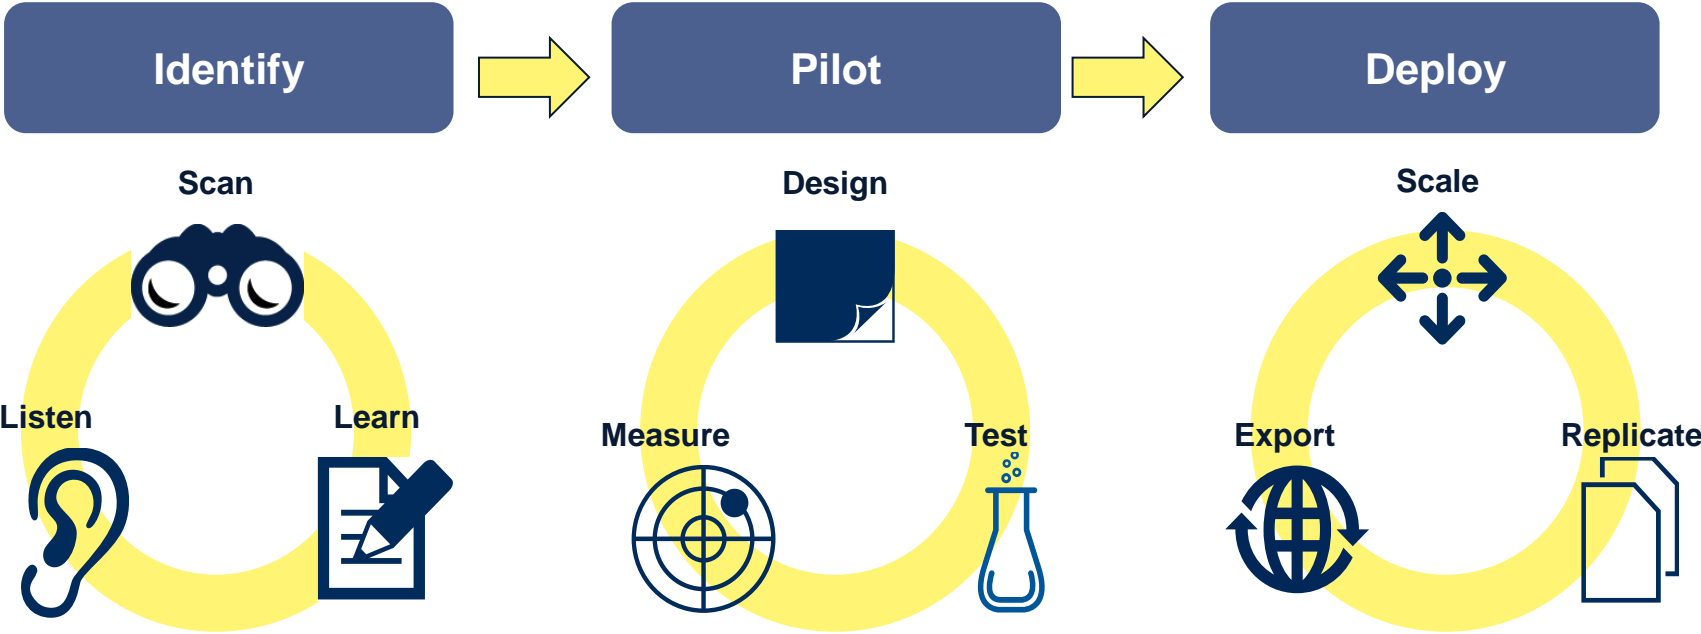 Identify
Pilot
Deploy
Scan
Design
Scale
Listen
Learn
Measure
Test
Export
Replicate